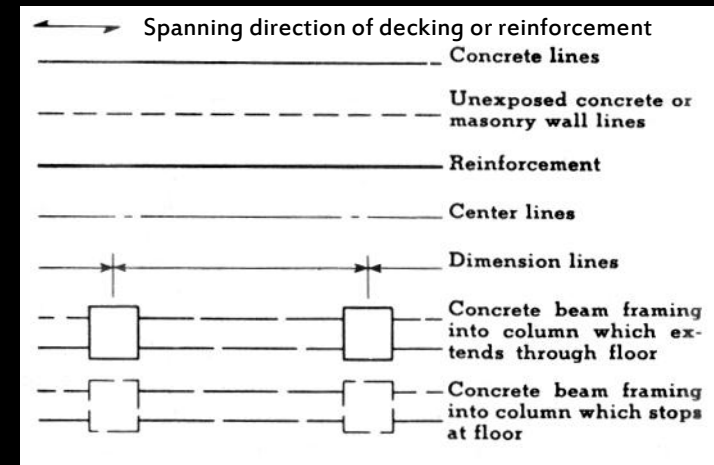 Spanning direction of decking or reinforcement
Concrete lines
Unexposed concrete or
masonry wall lines
Reinforcement
Center lines
Dimension lines
Concrete beam framing
into column which ex-
tends through floor
Concrete beam framing
into column which stops
at floor